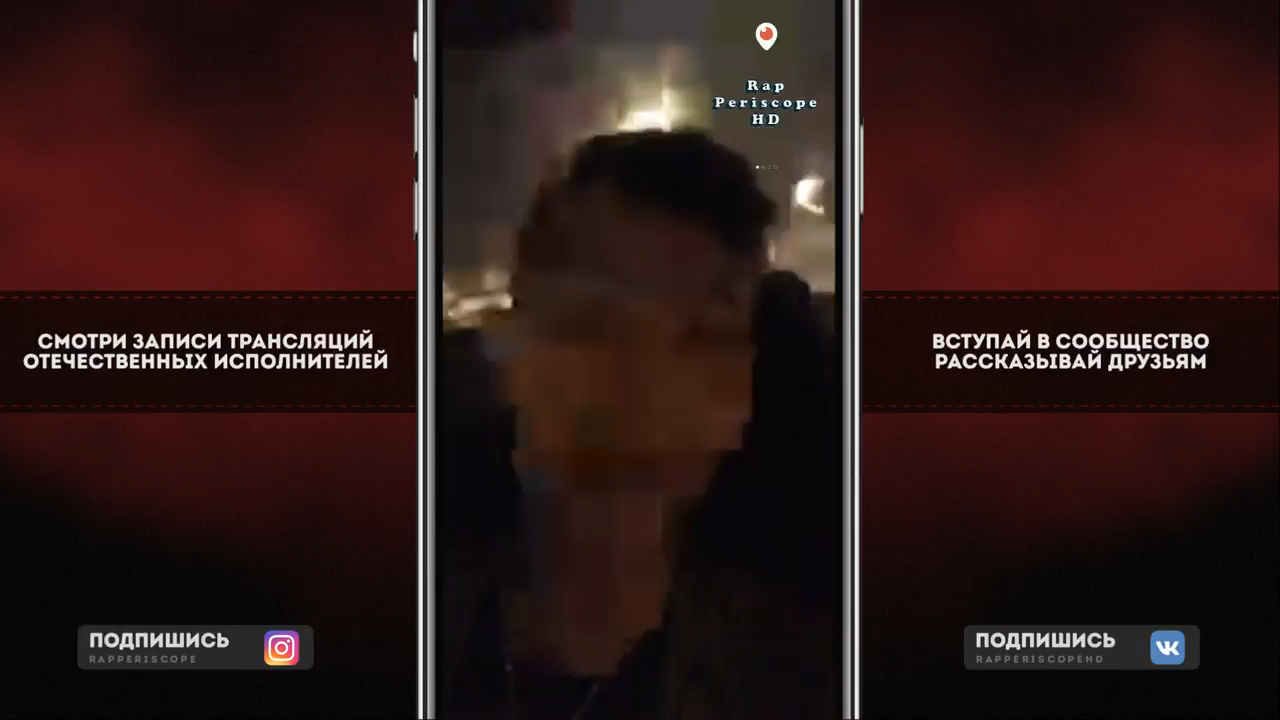 Rap
Periscope
HD
СМОТРИ ЗАПИСИ ТРАНСЛЯЦИЙ
ОТЕЧЕСТВЕННЫХ ИСПОЛНИТЕЛЕЙ
ВСТУПАЙ В СООБЩЕСТВО
РАССКАЗЫВАЙ ДРУЗЬЯМ
ПОДПИШИСЬ
RAPPERISCOPE
ПОДПИШИСЬ
RAPPERISCOPEHD